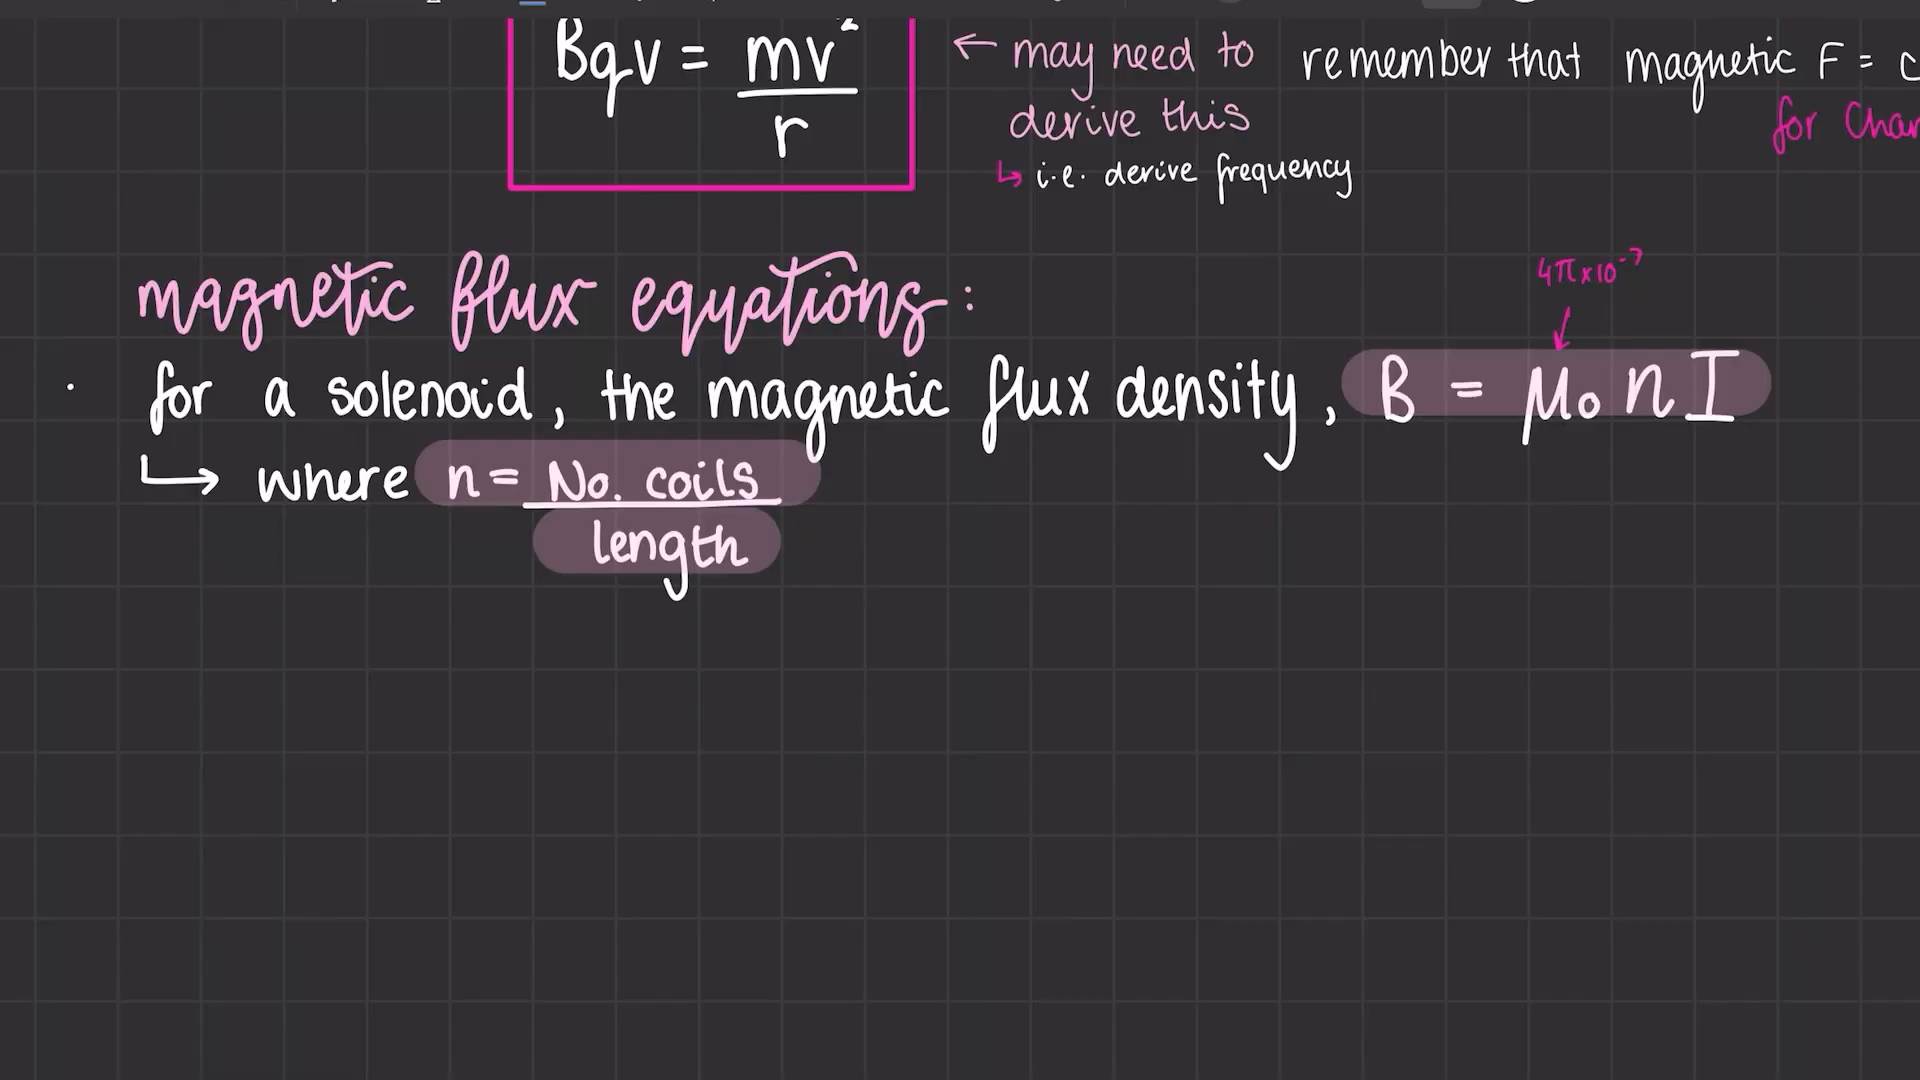 Bqv = mv²
r
← may need to
derive this
↳ i.e. derive frequency
remember that magnetic F = c
for Char
magnetic flux equations:
4π×10⁻⁷
↓
· for a solenoid, the magnetic flux density, B = μ₀ n I
↳ where n = No. coils
length